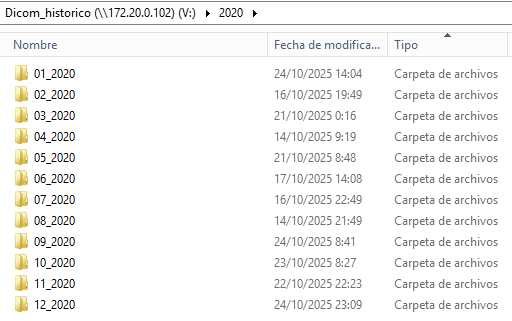 Dicom_historico (\\172.20.0.102) (V:) 2020
Nombre Fecha de modifica... Tipo
01_2020 24/10/2025 14:04 Carpeta de archivos
02_2020 16/10/2025 19:49 Carpeta de archivos
03_2020 21/10/2025 0:16 Carpeta de archivos
04_2020 14/10/2025 9:19 Carpeta de archivos
05_2020 21/10/2025 8:48 Carpeta de archivos
06_2020 17/10/2025 14:08 Carpeta de archivos
07_2020 16/10/2025 22:49 Carpeta de archivos
08_2020 14/10/2025 21:49 Carpeta de archivos
09_2020 24/10/2025 8:41 Carpeta de archivos
10_2020 23/10/2025 8:27 Carpeta de archivos
11_2020 22/10/2025 22:23 Carpeta de archivos
12_2020 24/10/2025 23:09 Carpeta de archivos